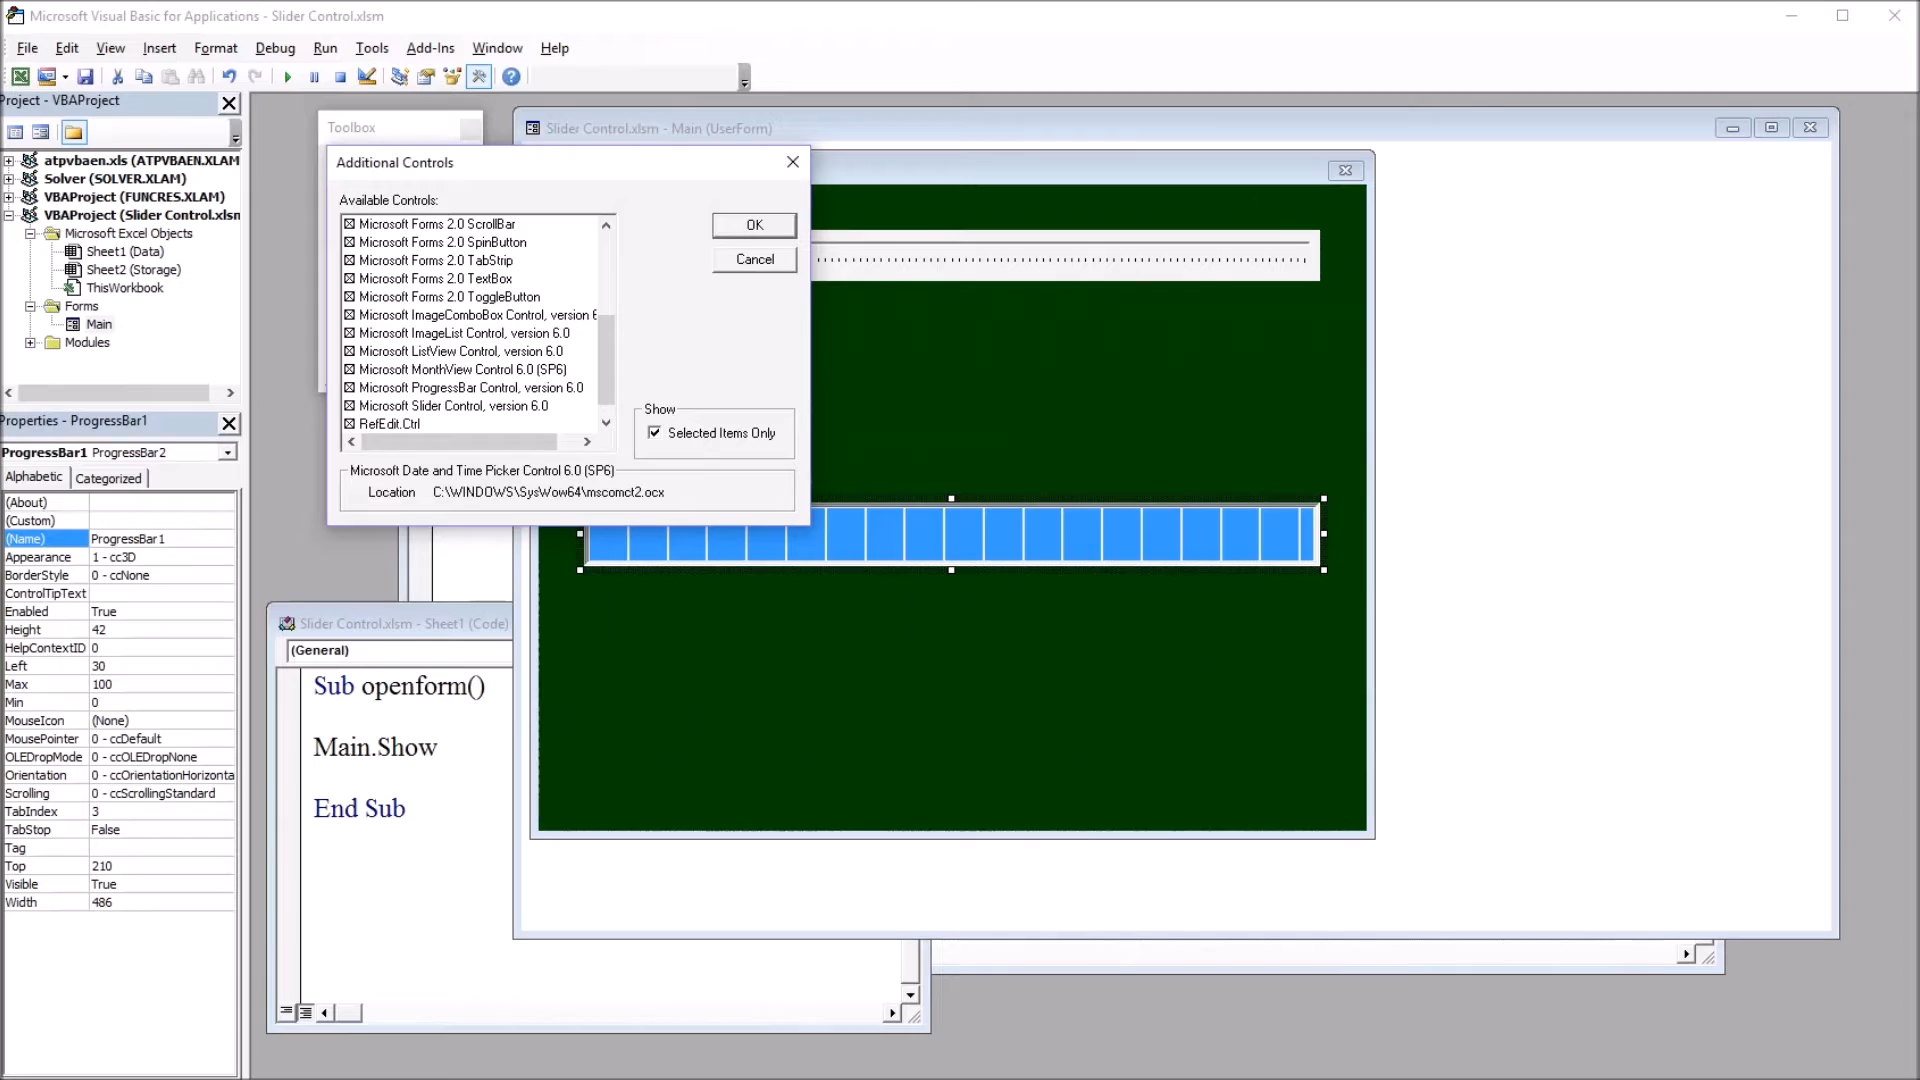 Microsoft Visual Basic for Applications - Slider Control.xlsm
File Edit View Insert Format Debug Run Tools Add-Ins Window Help
Project - VBAProject
atpvbaen.xls (ATPVBAEN.XLAM
Solver (SOLVER.XLAM)
VBAProject (FUNCRES.XLAM)
VBAProject (Slider Control.xlsm
Microsoft Excel Objects
Sheet1 (Data)
Sheet2 (Storage)
ThisWorkbook
Forms
Main
Modules
Properties - ProgressBar1
ProgressBar1 ProgressBar2
Alphabetic Categorized
(About)
(Custom)
(Name) ProgressBar1
Appearance 1 - cc3D
BorderStyle 0 - ccNone
ControlTipText
Enabled True
Height 42
HelpContextID 0
Left 30
Max 100
Min 0
MouseIcon (None)
MousePointer 0 - ccDefault
OLEDropMode 0 - ccOLEDropNone
Orientation 0 - ccOrientationHorizonta
Scrolling 0 - ccScrollingStandard
TabIndex 3
TabStop False
Tag
Top 210
Visible True
Width 486
Toolbox
Slider Control.xlsm - Main (UserForm)
Additional Controls
Available Controls:
Microsoft Forms 2.0 ScrollBar
Microsoft Forms 2.0 SpinButton
Microsoft Forms 2.0 TabStrip
Microsoft Forms 2.0 TextBox
Microsoft Forms 2.0 ToggleButton
Microsoft ImageComboBox Control, version 6
Microsoft ImageList Control, version 6.0
Microsoft ListView Control, version 6.0
Microsoft MonthView Control 6.0 (SP6)
Microsoft ProgressBar Control, version 6.0
Microsoft Slider Control, version 6.0
RefEdit.Ctrl
OK
Cancel
Show
Selected Items Only
Microsoft Date and Time Picker Control 6.0 (SP6)
Location C:\WINDOWS\SysWow64\mscomct2.ocx
Slider Control.xlsm - Sheet1 (Code)
(General)
Sub openform()
Main.Show
End Sub